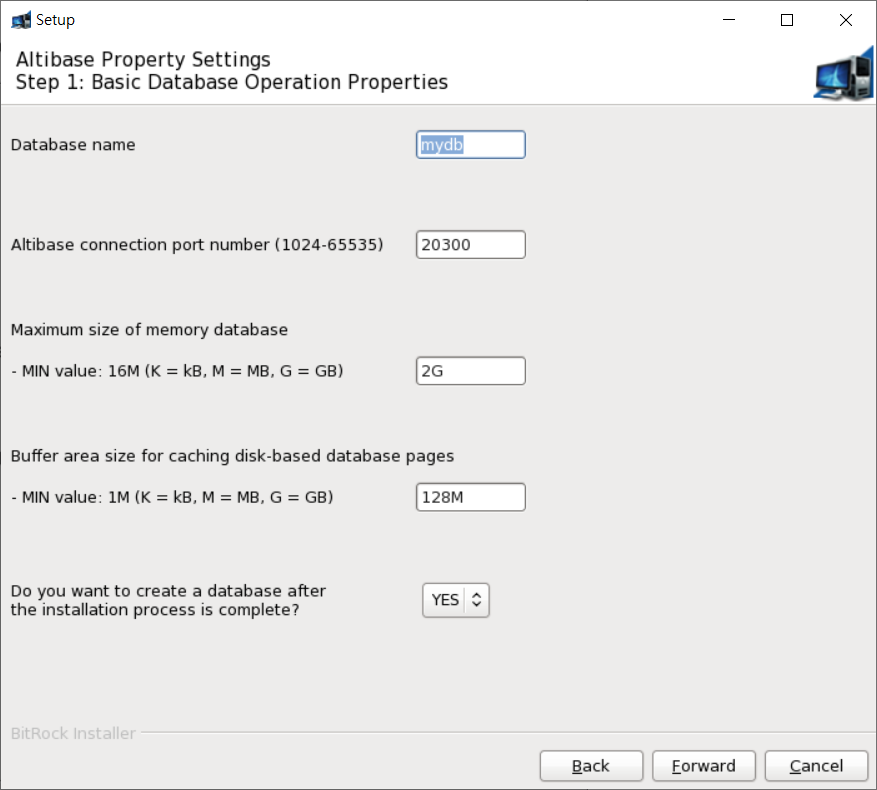 Setup
Altibase Property Settings
Step 1: Basic Database Operation Properties
Database name
mydb
Altibase connection port number (1024-65535)
20300
Maximum size of memory database
- MIN value: 16M (K = kB, M = MB, G = GB)
2G
Buffer area size for caching disk-based database pages
- MIN value: 1M (K = kB, M = MB, G = GB)
128M
Do you want to create a database after
the installation process is complete?
YES
BitRock Installer
Back
Forward
Cancel